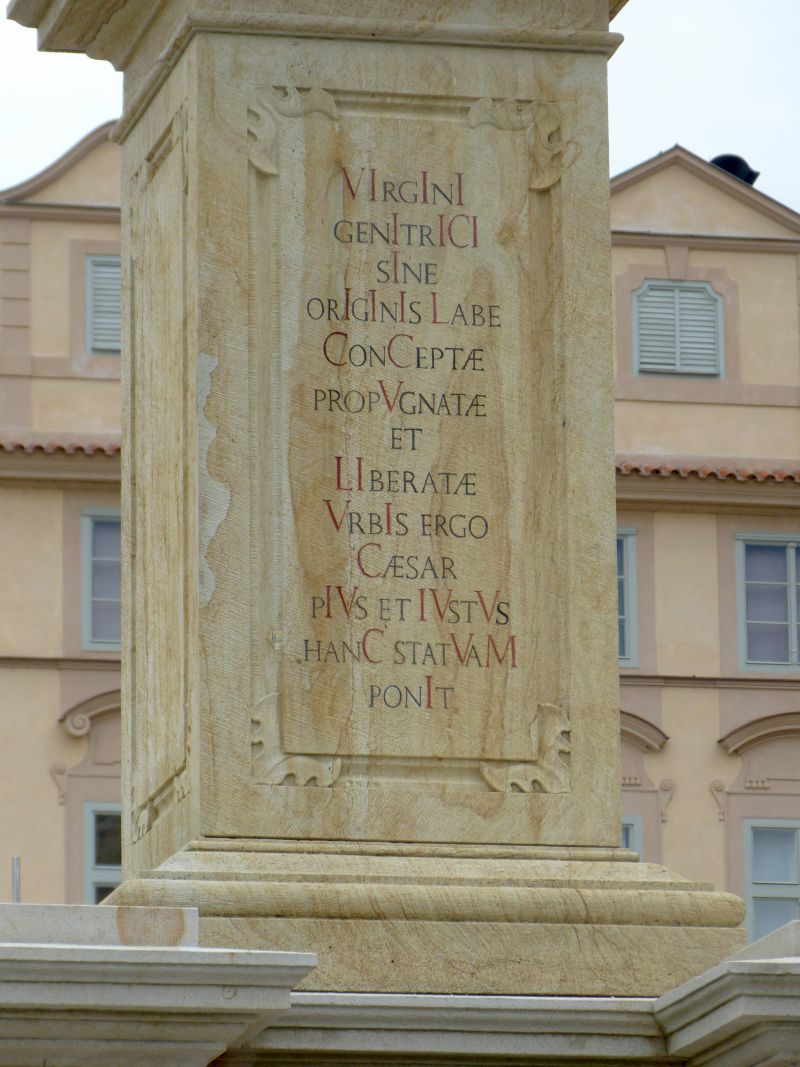 VIRGINI
GENITRICI
SINE
ORIGINIS LABE
CONCEPTÆ
PROPVGNATÆ
ET
LIBERATÆ
VRBIS ERGO
CÆSAR
PIVS ET IVSTVS
HANC STATVAM
PONIT